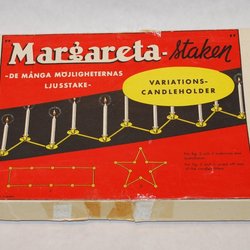 "Margareta-staken"
-DE MÅNGA MÖJLIGHETERNAS
LJUSSTAKE-
VARIATIONS-
CANDLEHOLDER